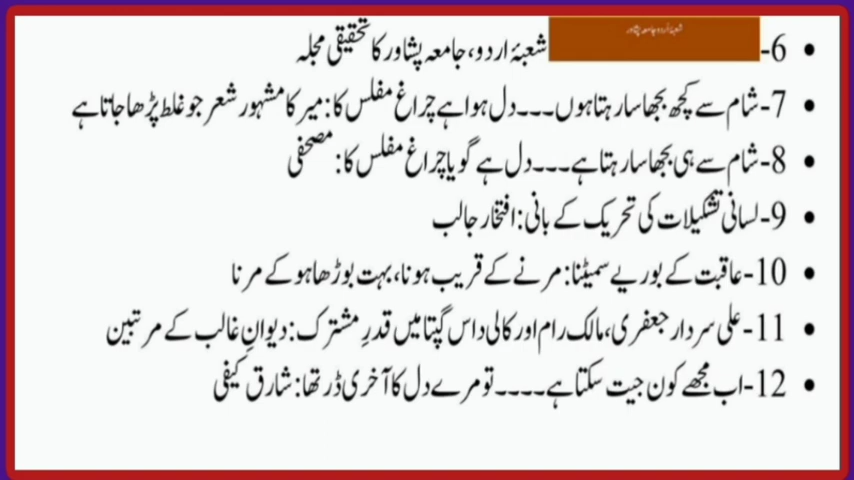 6- شعبۂ اردو جامعہ پشاور شعبۂ اردو، جامعہ پشاور کا تحقیقی مجلہ
7-شام سے کچھ بجھا سا رہتا ہوں۔۔۔دل ہوا ہے چراغ مفلس کا: میر کا مشہور شعر جو غلط پڑھا جاتا ہے
8-شام سے ہی بجھا سا رہتا ہے۔۔۔دل ہے گویا چراغ مفلس کا: مصحفی
9-لسانی تشکیلات کی تحریک کے بانی: افتخار جالب
10-عاقبت کے بوریے سمیٹنا: مرنے کے قریب ہونا، بہت بوڑھا ہو کے مرنا
11-علی سردار جعفری، مالک رام اور کالی داس گپتا میں قدرِ مشترک: دیوانِ غالب کے مرتبین
12-اب مجھے کون جیت سکتا ہے۔۔۔۔تو مرے دل کا آخری ڈر تھا: شارق کیفی